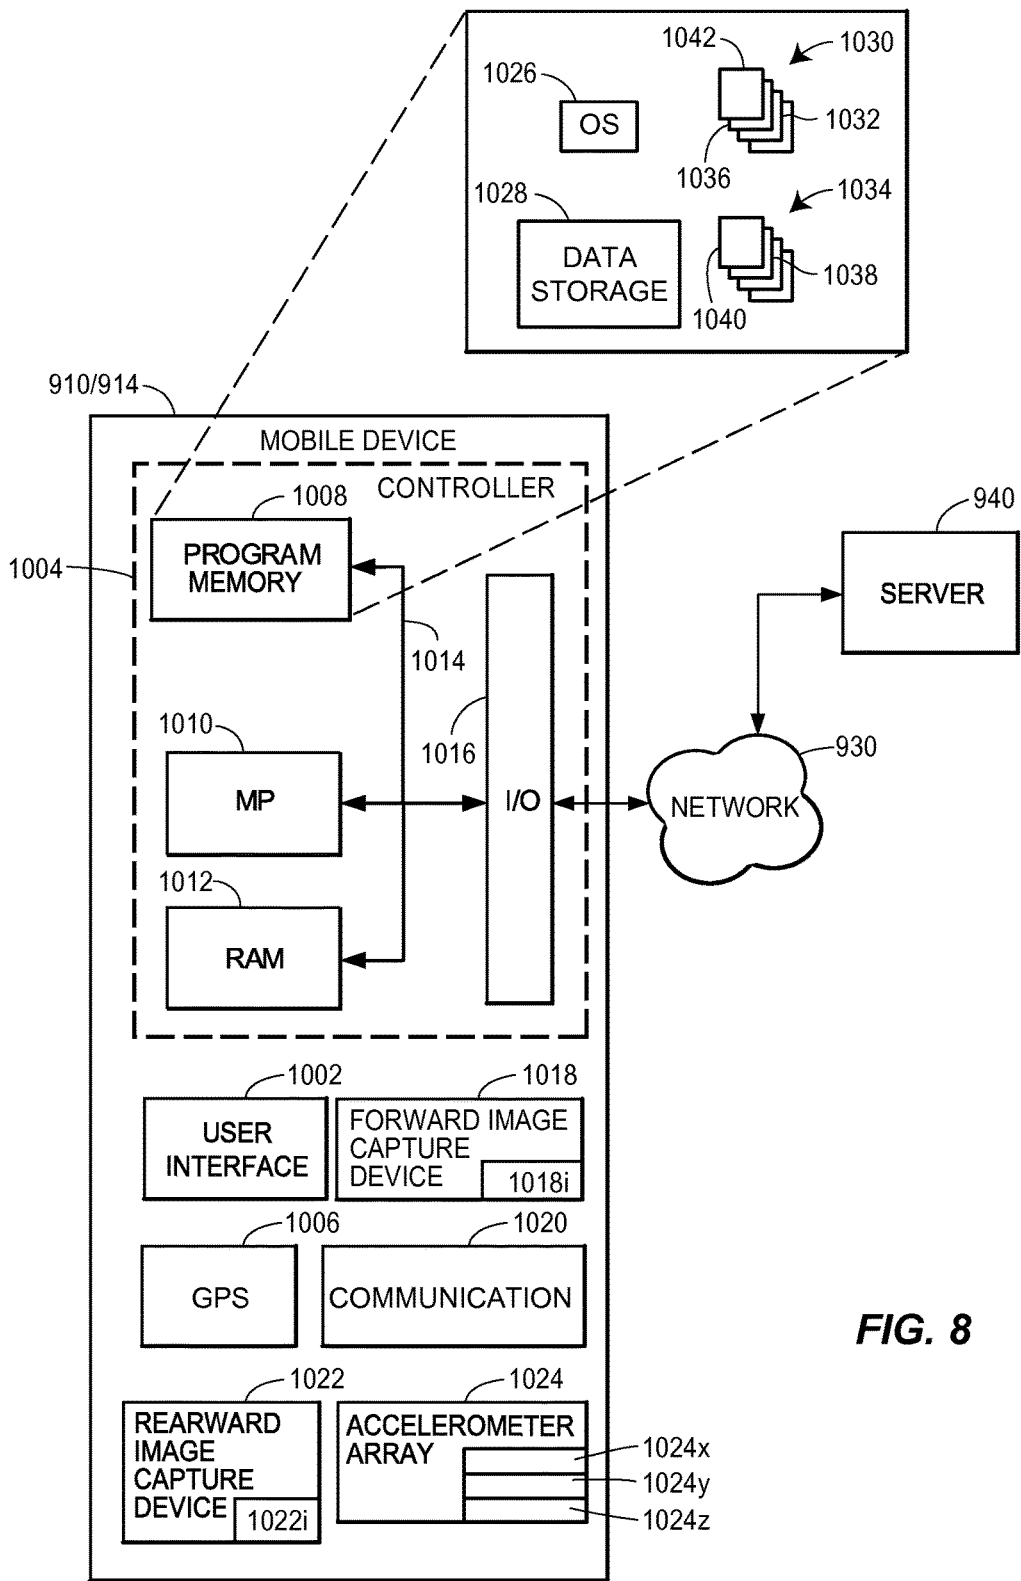 1042
1030
1026
OS
1032
1036
1028
1034
DATA
STORAGE
1038
1040
910/914
MOBILE DEVICE
CONTROLLER
1008
940
PROGRAM
MEMORY
1004
SERVER
1014
1010
1016
930
MP
I/O
NETWORK
1012
RAM
1002
1018
USER
INTERFACE
FORWARD IMAGE
CAPTURE
DEVICE
1018i
1006
1020
GPS
COMMUNICATION
FIG. 8
1022
1024
REARWARD
IMAGE
CAPTURE
DEVICE
1022i
ACCELEROMETER
ARRAY
1024x
1024y
1024z